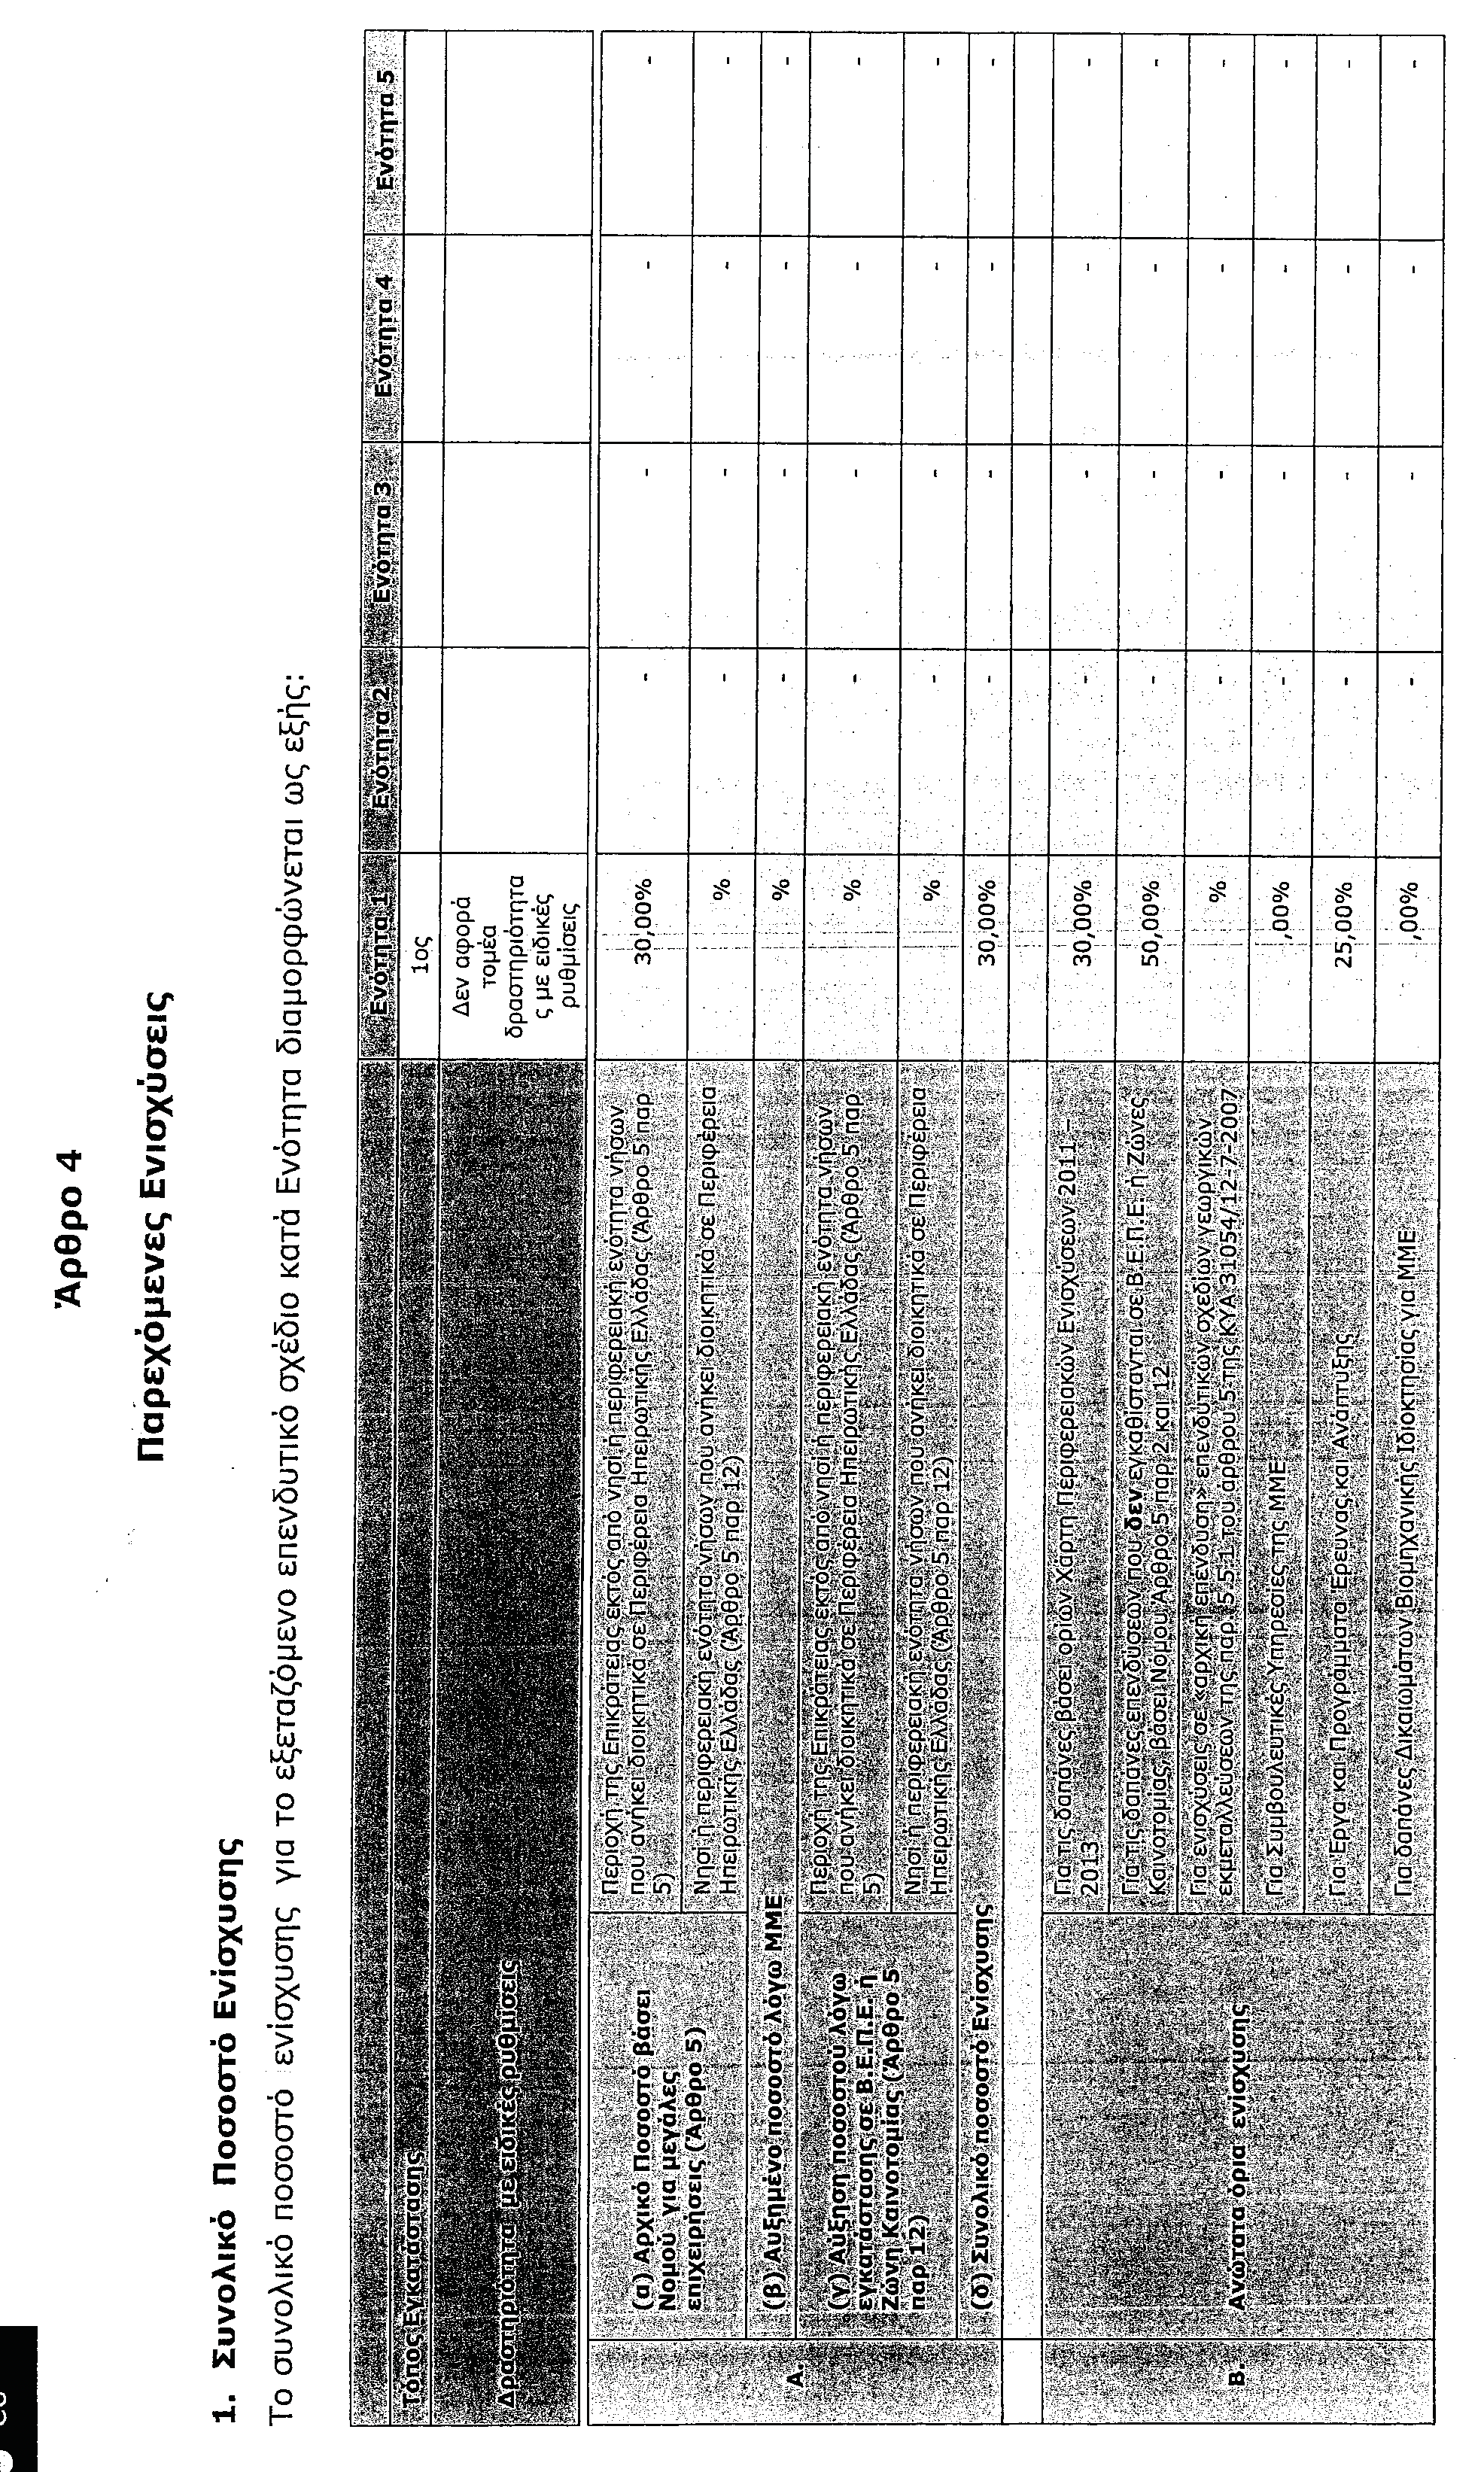 Άρθρο 4
Παρεχόμενες Ενισχύσεις
1. Συνολικό Ποσοστό Ενίσχυσης
Το συνολικό ποσοστό ενίσχυσης για το εξεταζόμενο επενδυτικό σχέδιο κατά Ενότητα διαμορφώνεται ως εξής:
Ενότητα 1 Ενότητα 2 Ενότητα 3 Ενότητα 4 Ενότητα 5
Τόπος Εγκατάστασης 1ος
Δραστηριότητα με ειδικές ρυθμίσεις
Δεν αφορά
τομέα
δραστηριότητα
ς με ειδικές
ρυθμίσεις
Α.
(α) Αρχικό Ποσοστό βάσει
Νομού για μεγάλες
επιχειρήσεις (Άρθρο 5)
Περιοχή της Επικράτειας εκτός από νησί ή περιφερειακή ενότητα νήσων
που ανήκει διοικητικά σε Περιφέρεια Ηπειρωτικής Ελλάδας (Άρθρο 5 παρ
5)
30,00% - - - -
Νησί ή περιφερειακή ενότητα νήσων που ανήκει διοικητικά σε Περιφέρεια
Ηπειρωτικής Ελλάδας (Άρθρο 5 παρ 12)
% - - - -
(β) Αυξημένο ποσοστό λόγω ΜΜΕ % - - - -
(γ) Αύξηση ποσοστού λόγω
εγκατάστασης σε Β.Ε.Π.Ε. ή
Ζώνη Καινοτομίας (Άρθρο 5
παρ 12)
Περιοχή της Επικράτειας εκτός από νησί ή περιφερειακή ενότητα νήσων
που ανήκει διοικητικά σε Περιφέρεια Ηπειρωτικής Ελλάδας (Άρθρο 5 παρ
5)
% - - - -
Νησί ή περιφερειακή ενότητα νήσων που ανήκει διοικητικά σε Περιφέρεια
Ηπειρωτικής Ελλάδας (Άρθρο 5 παρ 12)
% - - - -
(δ) Συνολικό ποσοστό Ενίσχυσης 30,00% - - - -
Β.
Ανώτατα όρια ενίσχυσης
Για τις δαπάνες βάσει ορίων Χάρτη Περιφερειακών Ενισχύσεων 2011 –
2013
30,00% - - - -
Για τις δαπάνες επενδύσεων που δεν εγκαθίστανται σε Β.Ε.Π.Ε. ή Ζώνες
Καινοτομίας, βάσει Νόμου Άρθρο 5 παρ 2 και 12
50,00% - - - -
Για ενισχύσεις σε «αρχική επένδυση» επενδυτικών σχεδίων γεωργικών
εκμεταλλεύσεων της παρ. 5.5.1 του άρθρου 5 της ΚΥΑ 31054/12-7-2007
% - - - -
Για Συμβουλευτικές Υπηρεσίες της ΜΜΕ ,00% - - - -
Για Έργα και Προγράμματα Έρευνας και Ανάπτυξης 25,00% - - - -
Για δαπάνες Δικαιωμάτων Βιομηχανικής Ιδιοκτησίας για ΜΜΕ ,00% - - - -